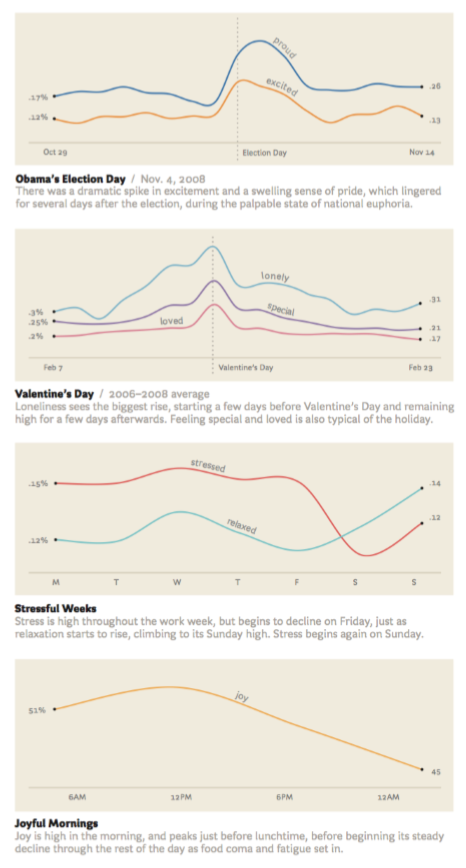 proud
excited
.17%
.12%
.26
.13
Oct 29
Election Day
Nov 14
Obama's Election Day / Nov. 4, 2008
There was a dramatic spike in excitement and a swelling sense of pride, which lingered
for several days after the election, during the palpable state of national euphoria.
lonely
special
loved
.3%
.25%
.2%
.31
.21
.17
Feb 7
Valentine's Day
Feb 23
Valentine's Day / 2006–2008 average
Loneliness sees the biggest rise, starting a few days before Valentine's Day and remaining
high for a few days afterwards. Feeling special and loved is also typical of the holiday.
stressed
relaxed
.15%
.12%
.14
.12
M T W T F S S
Stressful Weeks
Stress is high throughout the work week, but begins to decline on Friday, just as
relaxation starts to rise, climbing to its Sunday high. Stress begins again on Sunday.
joy
51%
45
6AM 12PM 6PM 12AM
Joyful Mornings
Joy is high in the morning, and peaks just before lunchtime, before beginning its steady
decline through the rest of the day as food coma and fatigue set in.